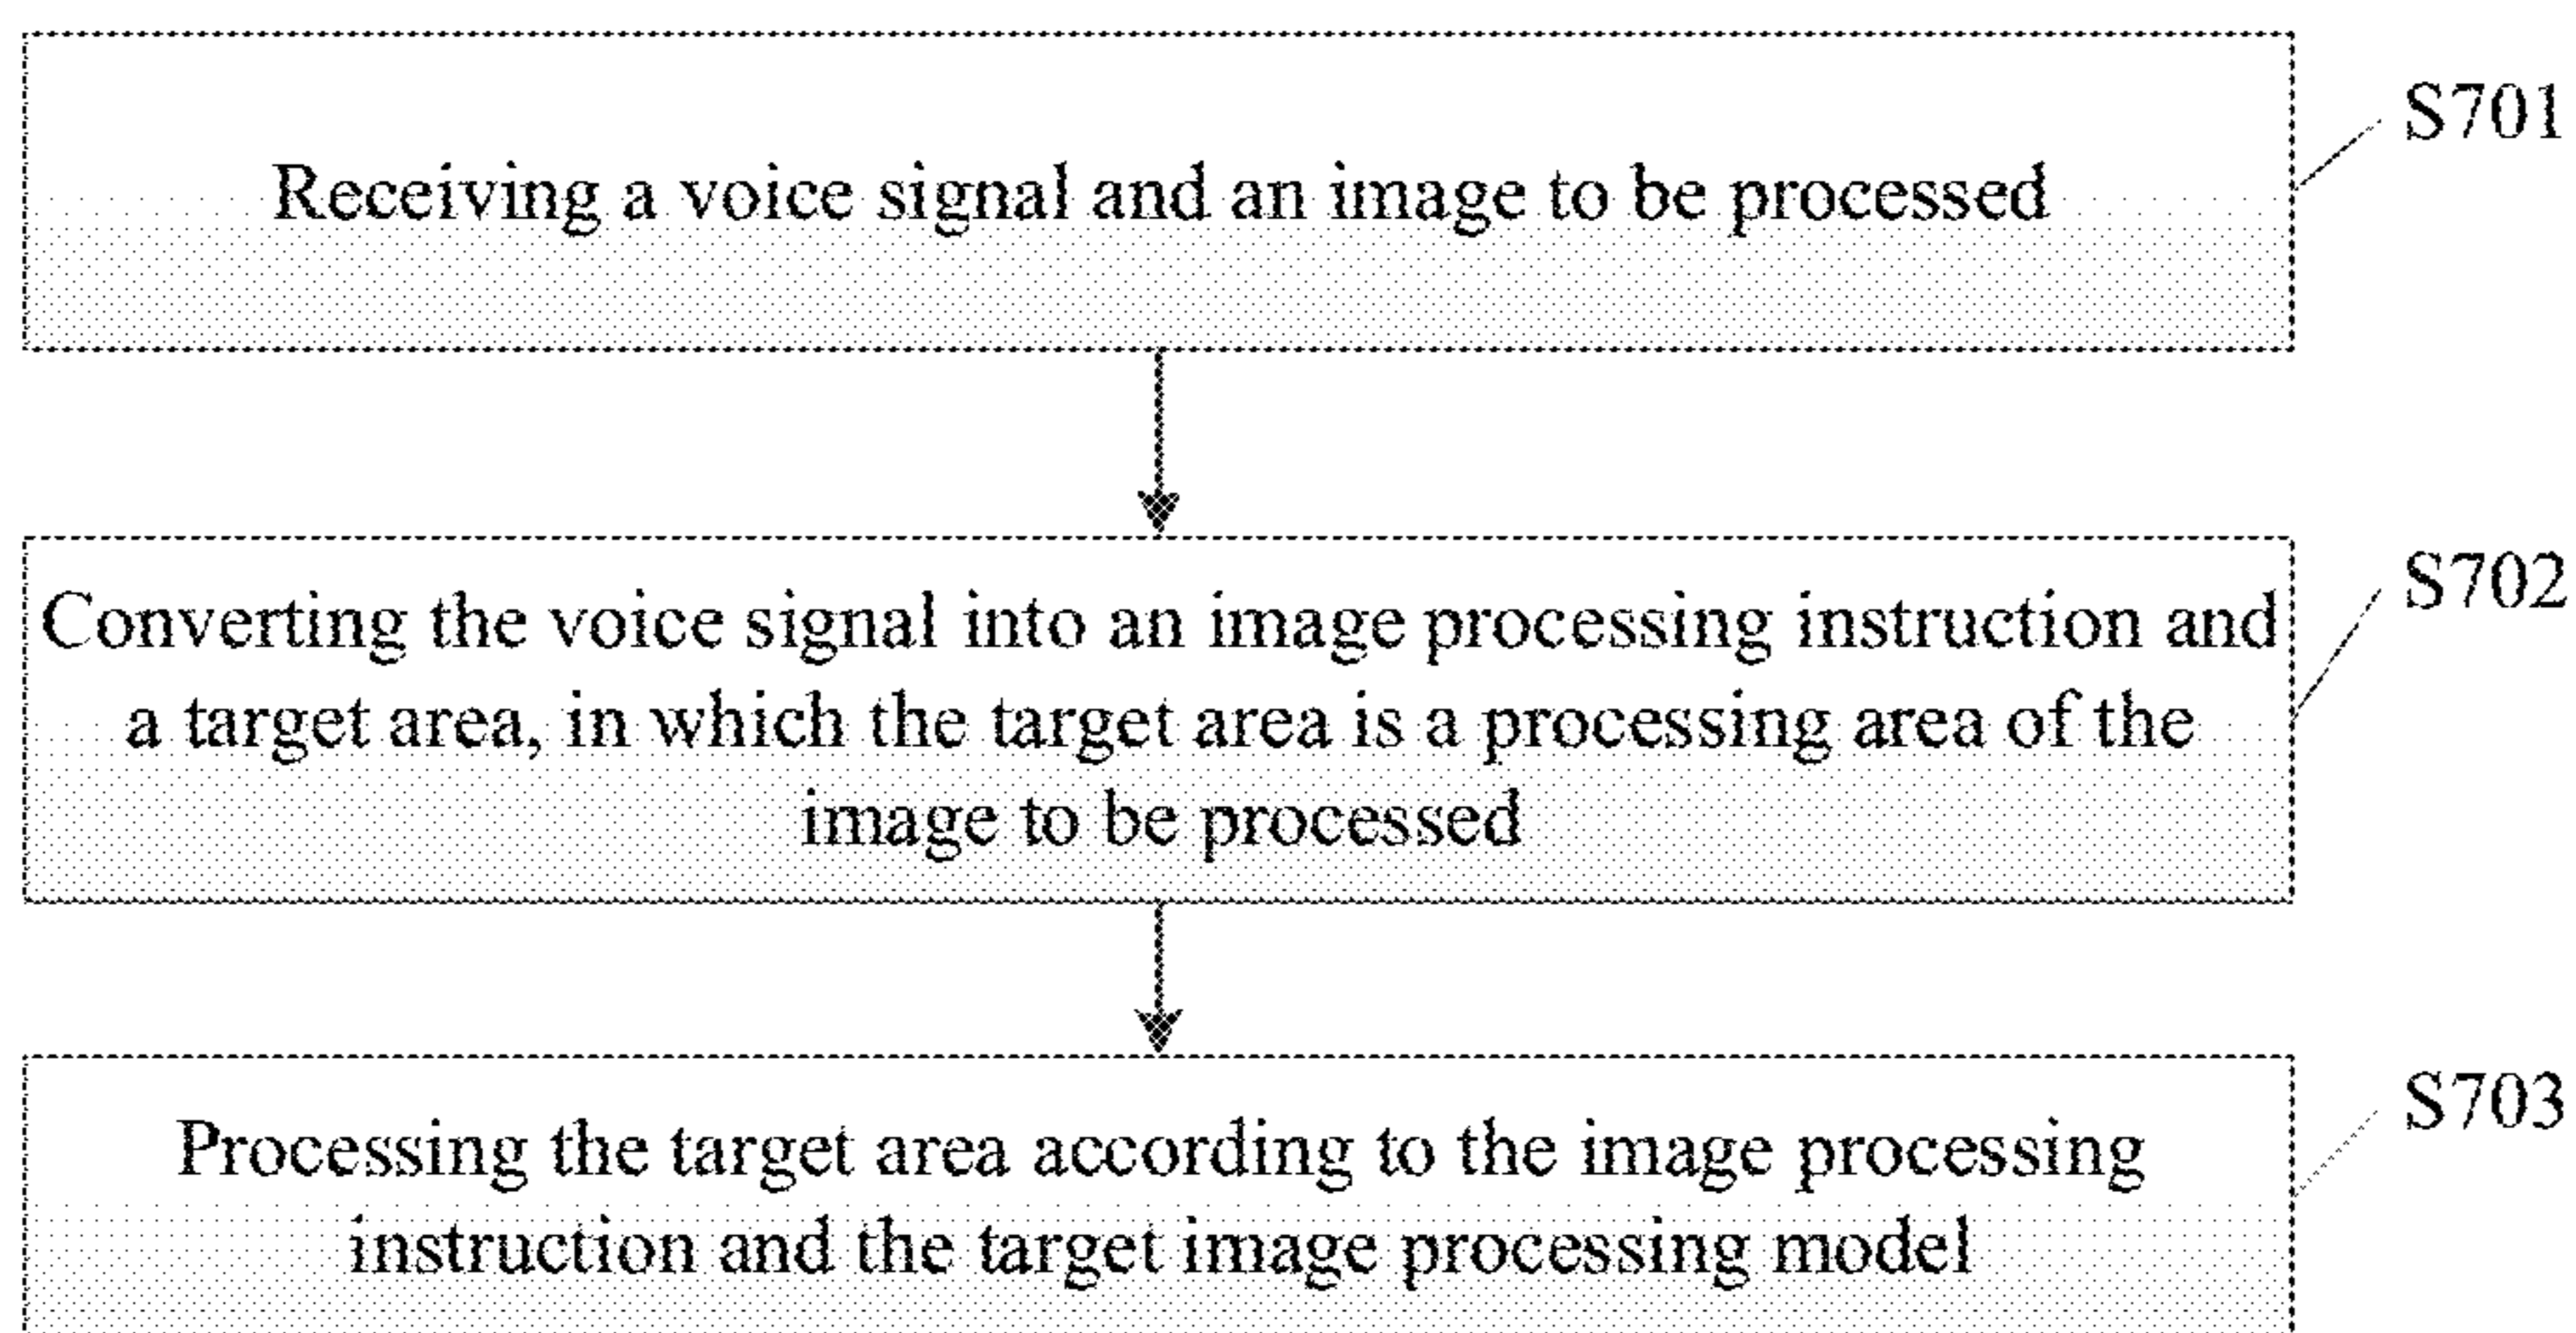 S701
Receiving a voice signal and an image to be processed
S702
Converting the voice signal into an image processing instruction and
a target area, in which the target area is a processing area of the
image to be processed
S703
Processing the target area according to the image processing
instruction and the target image processing model